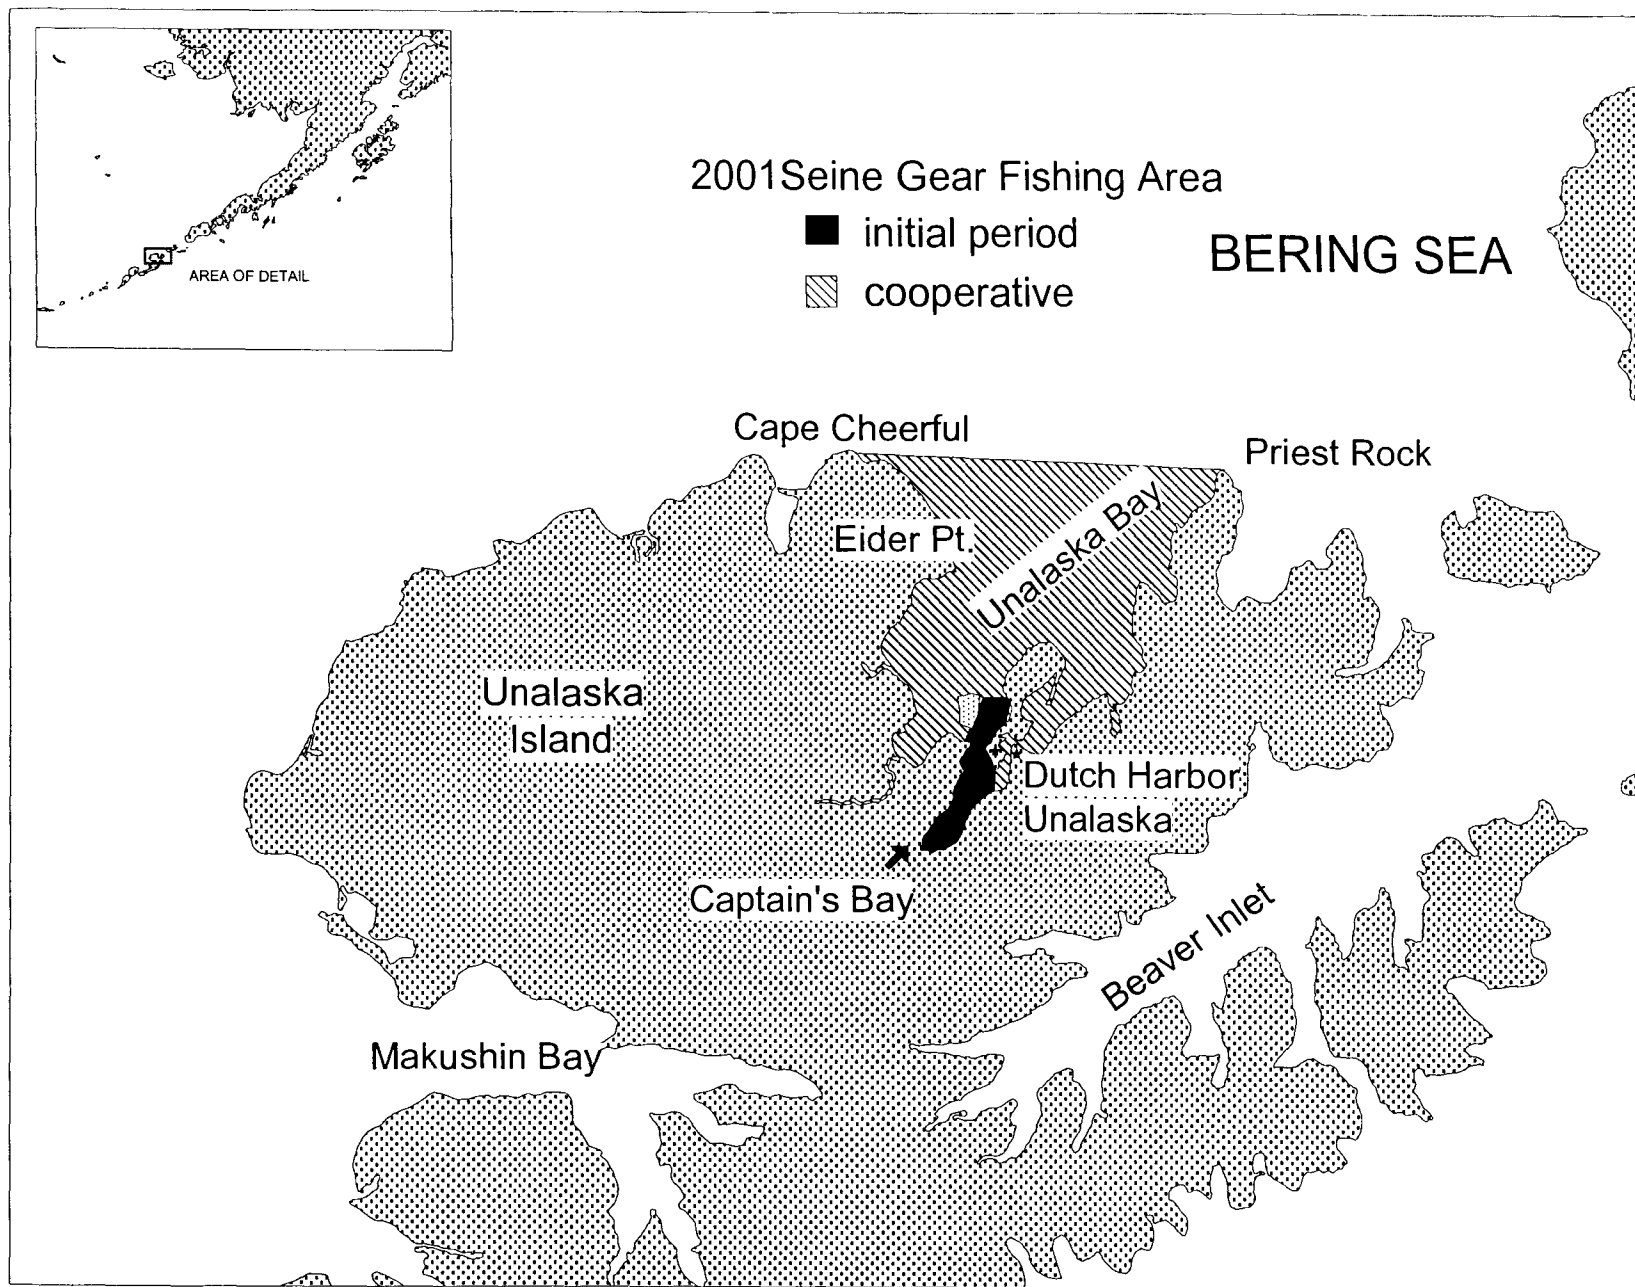 AREA OF DETAIL
2001Seine Gear Fishing Area
initial period
cooperative
BERING SEA
Cape Cheerful
Priest Rock
Eider Pt.
Unalaska Bay
Unalaska
Island
Dutch Harbor
Unalaska
Captain's Bay
Beaver Inlet
Makushin Bay